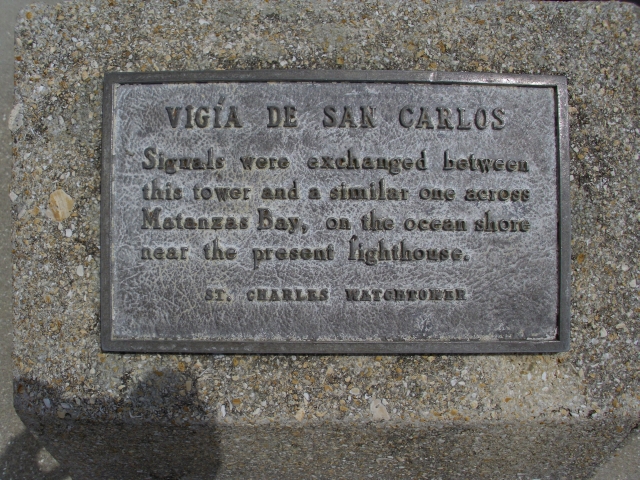 VIGÍA DE SAN CARLOS
Signals were exchanged between
this tower and a similar one across
Matanzas Bay, on the ocean shore
near the present lighthouse.
ST. CHARLES WATCHTOWER